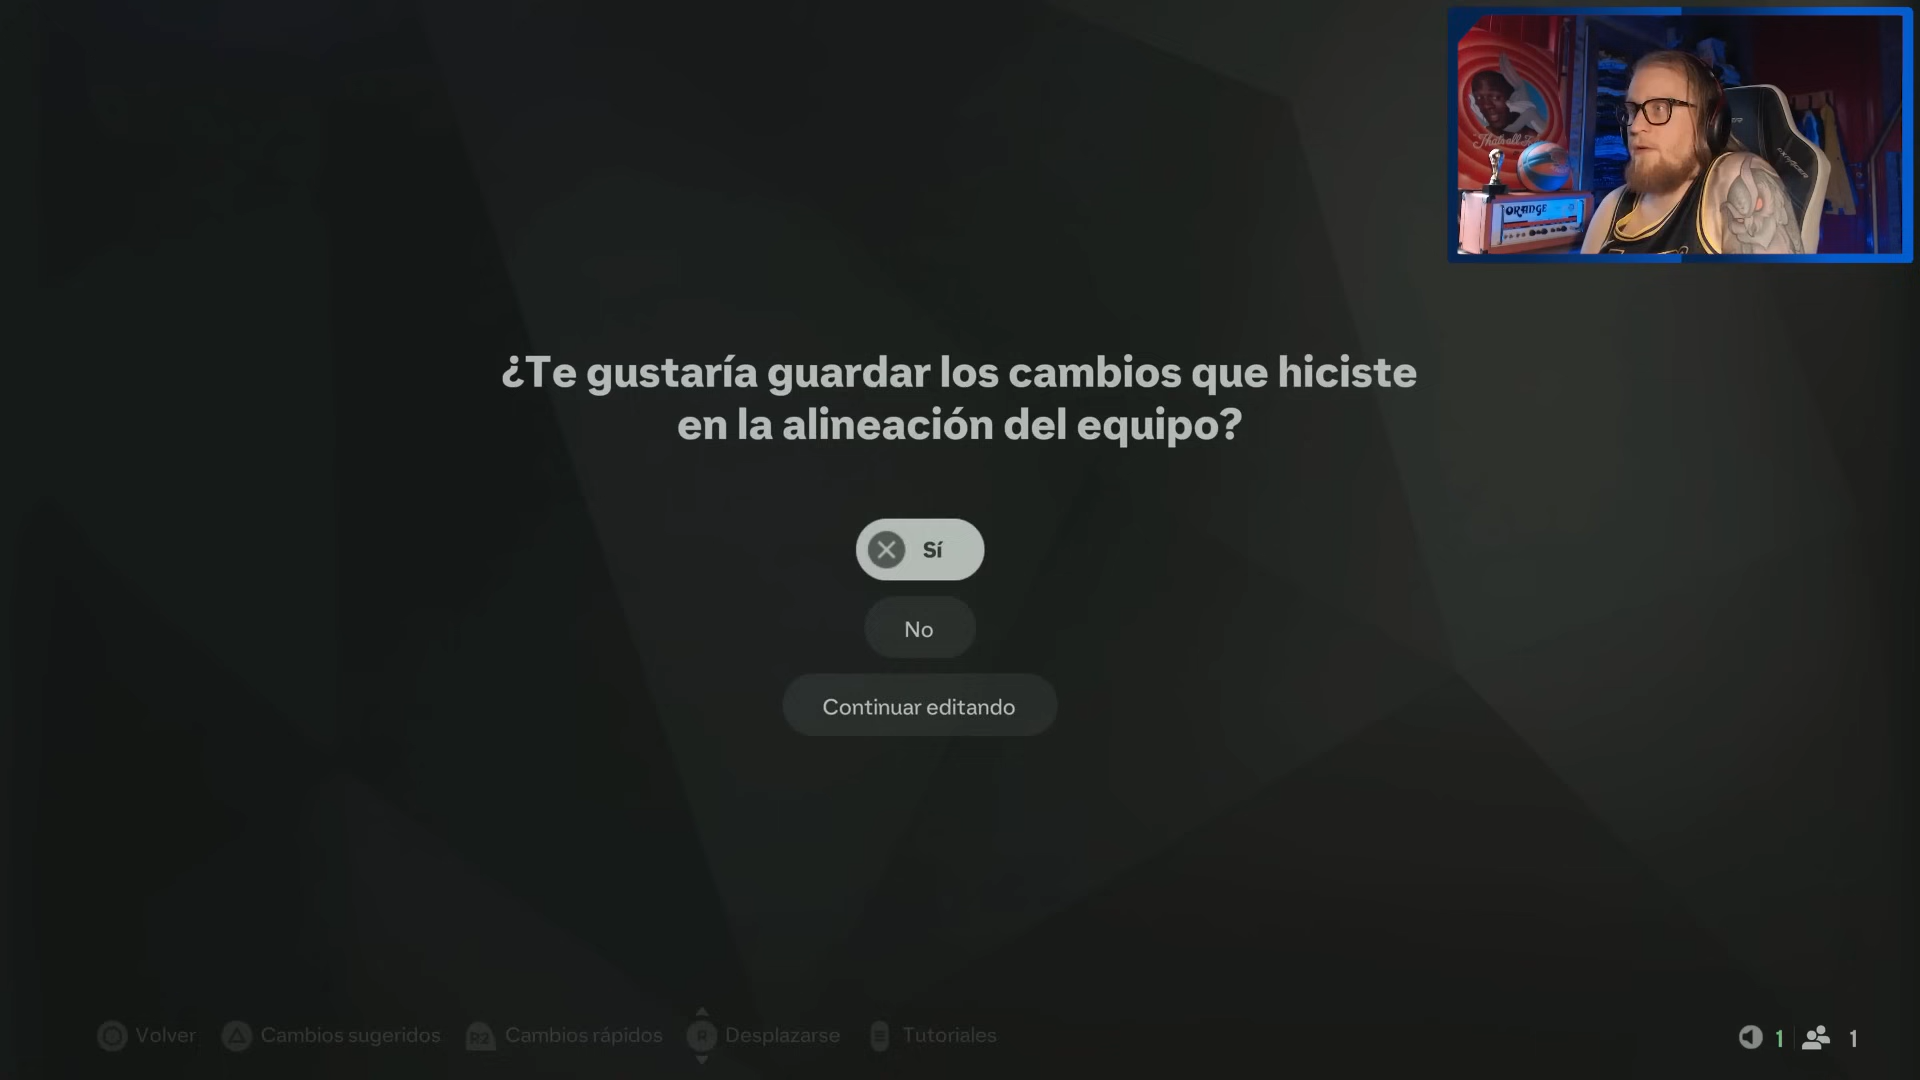 ¿Te gustaría guardar los cambios que hiciste
en la alineación del equipo?
Sí
No
Continuar editando
Volver
Cambios sugeridos
R2 Cambios rápidos
R Desplazarse
Tutoriales
1
1
ORANGE